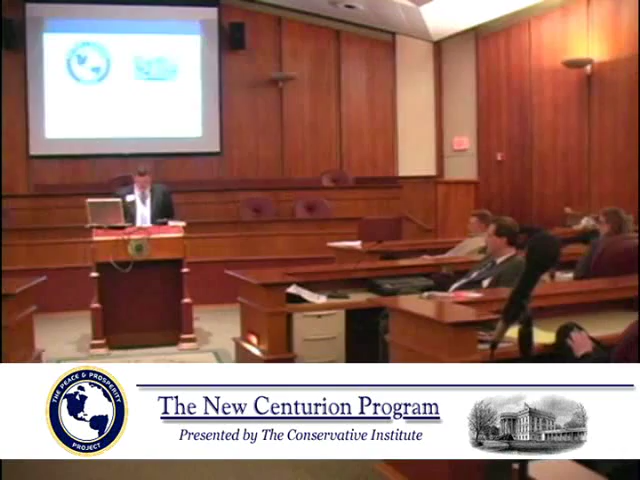 THE PEACE & PROSPERITY
PROJECT
The New Centurion Program
Presented by The Conservative Institute